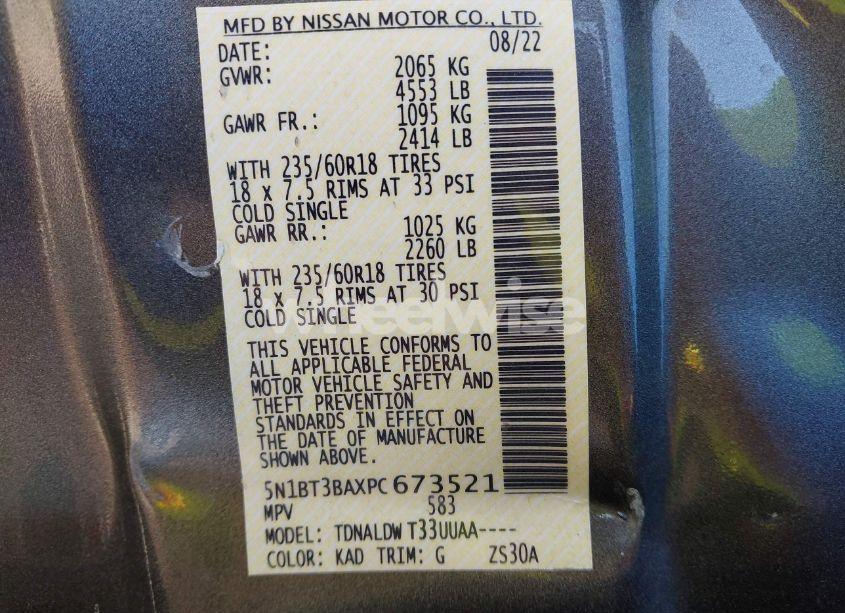 MFD BY NISSAN MOTOR CO., LTD.
DATE: 08/22
GVWR: 2065 KG
4553 LB
GAWR FR.: 1095 KG
2414 LB
WITH 235/60R18 TIRES
18 x 7.5 RIMS AT 33 PSI
COLD SINGLE
GAWR RR.: 1025 KG
2260 LB
WITH 235/60R18 TIRES
18 x 7.5 RIMS AT 30 PSI
COLD SINGLE
wheelwise
THIS VEHICLE CONFORMS TO
ALL APPLICABLE FEDERAL
MOTOR VEHICLE SAFETY AND
THEFT PREVENTION
STANDARDS IN EFFECT ON
THE DATE OF MANUFACTURE
SHOWN ABOVE.
5N1BT3BAXPC673521
MPV 583
MODEL: TDNALDW T33UUAA----
COLOR: KAD TRIM: G ZS30A